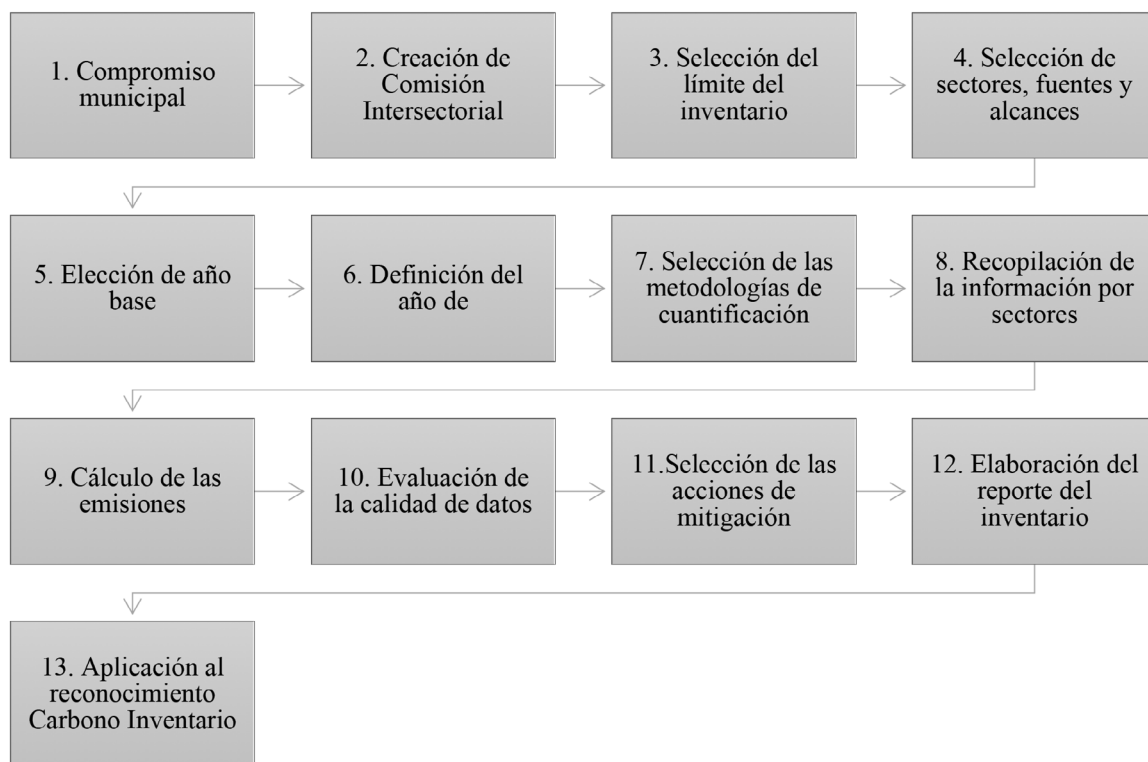 1. Compromiso
municipal
2. Creación de
Comisión
Intersectorial
3. Selección del
límite del
inventario
4. Selección de
sectores, fuentes y
alcances
5. Elección de año
base
6. Definición del
año de
7. Selección de las
metodologías de
cuantificación
8. Recopilación de
la información por
sectores
9. Cálculo de las
emisiones
10. Evaluación de
la calidad de datos
11.Selección de las
acciones de
mitigación
12. Elaboración del
reporte del
inventario
13. Aplicación al
reconocimiento
Carbono Inventario